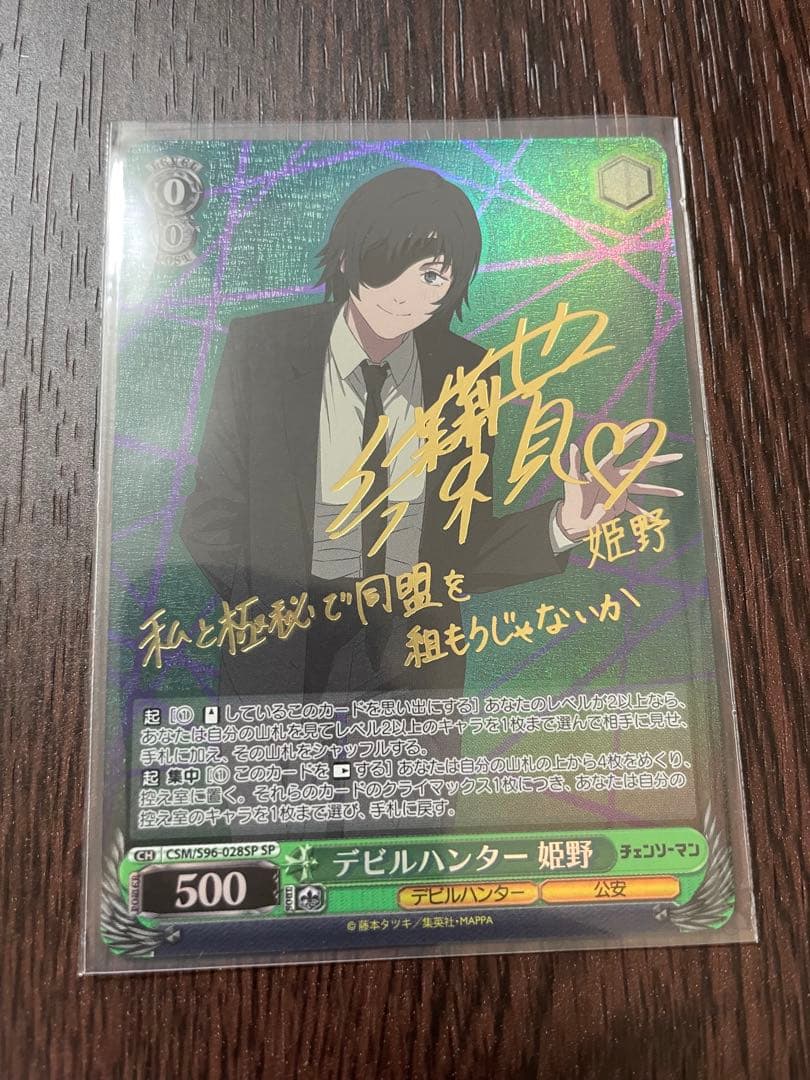 LEVEL
0
0
COST
姫野
私と極秘で同盟を
組もうじゃないか
起 [① している このカードを思い出にする] あなたのレベルが2以上なら、
あなたは自分の山札を見てレベル2以上のキャラを1枚まで選んで相手に見せ、
手札に加え、その山札をシャッフルする。
起 集中 [① このカードを する] あなたは自分の山札の上から4枚をめくり、
控え室に置く。それらのカードのクライマックス1枚につき、あなたは自分の
控え室のキャラを1枚まで選び、手札に戻す。
CH CSM/S96-028SP SP デビルハンター 姫野 チェンソーマン
POWER 500 SOUL デビルハンター 公安
©藤本タツキ/集英社・MAPPA